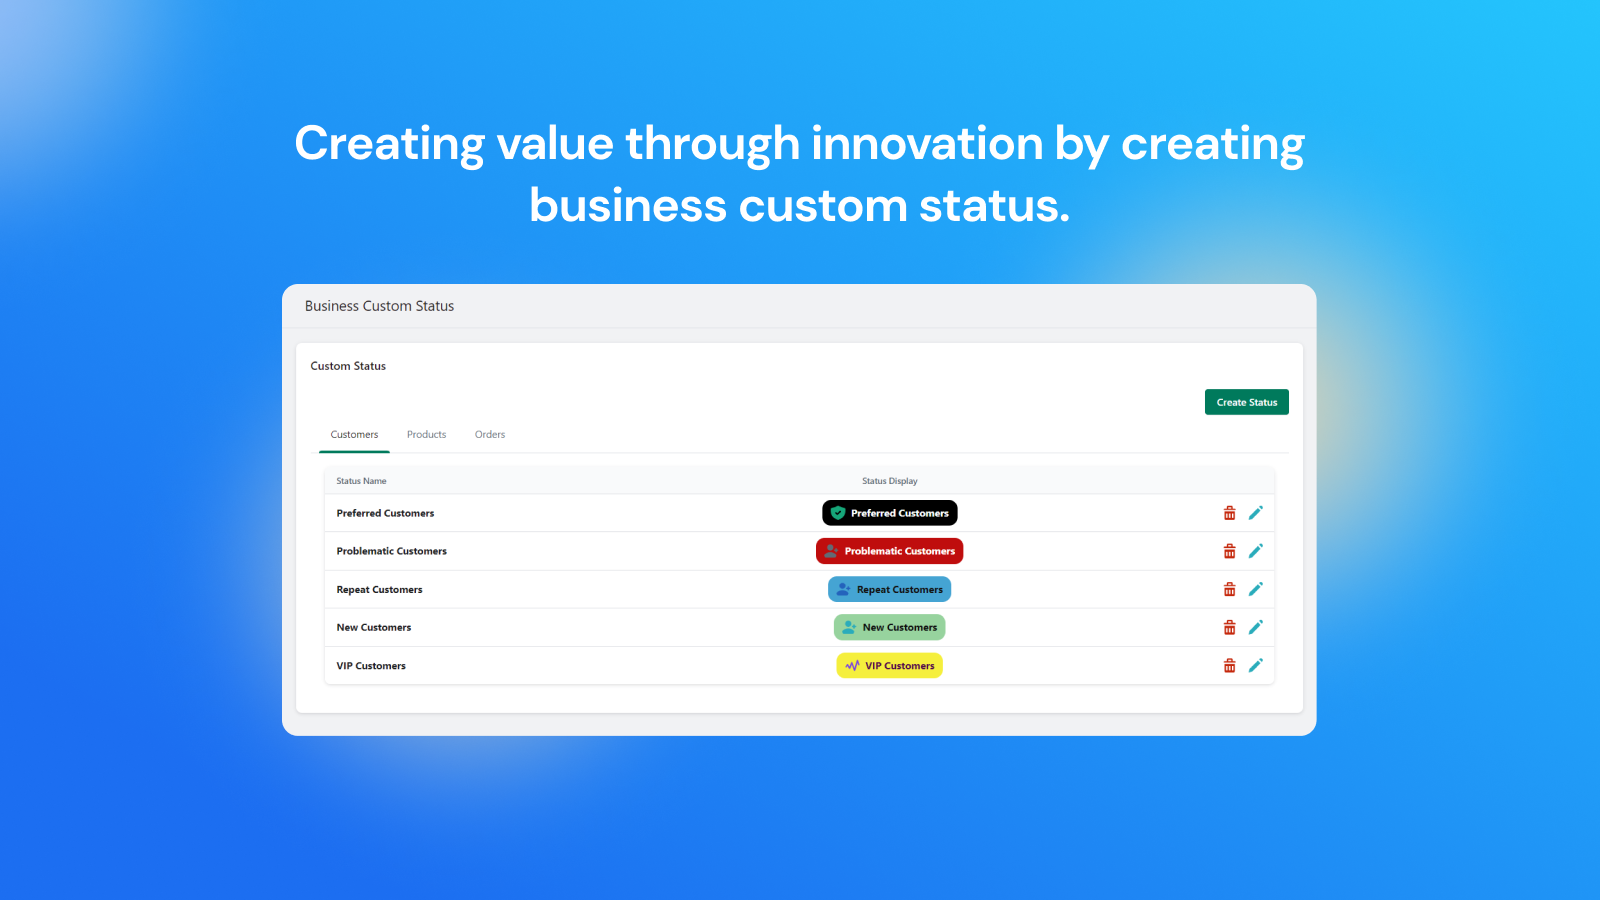 Creating value through innovation by creating
business custom status.
Business Custom Status
Custom Status
Create Status
Customers Products Orders
Status Name Status Display
Preferred Customers Preferred Customers
Problematic Customers Problematic Customers
Repeat Customers Repeat Customers
New Customers New Customers
VIP Customers VIP Customers